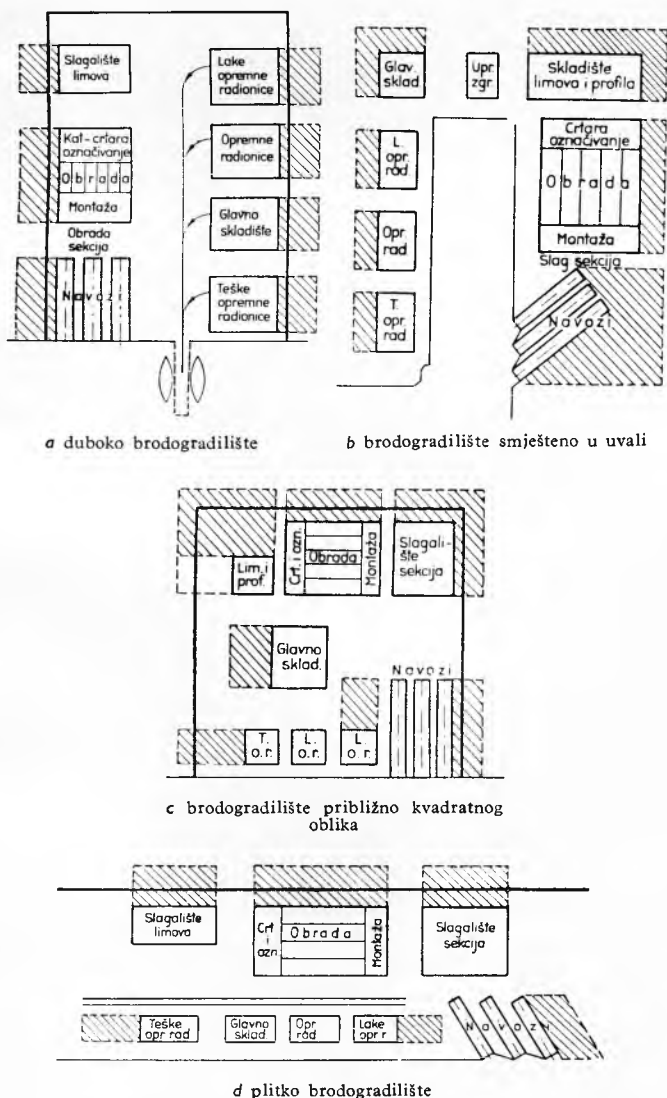 Slagalište
limova
Kat-crtara
označivanje
O b r a d a
Montaža
Obrada
sekcija
N a v o z i
Lake
opremne
radionice
Opremne
radionice
Glavno
skladište
Teške
opremne
radionice
a duboko brodogradilište
Glav.
sklad
Upr.
zgr.
Skladište
limova i profila
L.
opr.
rad.
Opr.
rad
T.
opr.
rad
Crtara
označivanje
O b r a d a
Montaža
Slag sekcija
N a v o z i
b brodogradilište smješteno u uvali
Lim. i
prof.
Crt. i ozn.
Obrada
Montaža
Slagali-
šte
sekcija
Glavno
sklad.
N a v o z i
T.
o.r.
L.
o.r.
L.
o.r.
c brodogradilište približno kvadratnog
oblika
Slagalište
limova
Crt
i
ozn.
O b r a d a
Montaža
Slagalište
sekcija
Teške
opr. rad
Glavno
sklad.
Opr
rad
Lake
opr. r
N a v o z i
d plitko brodogradilište